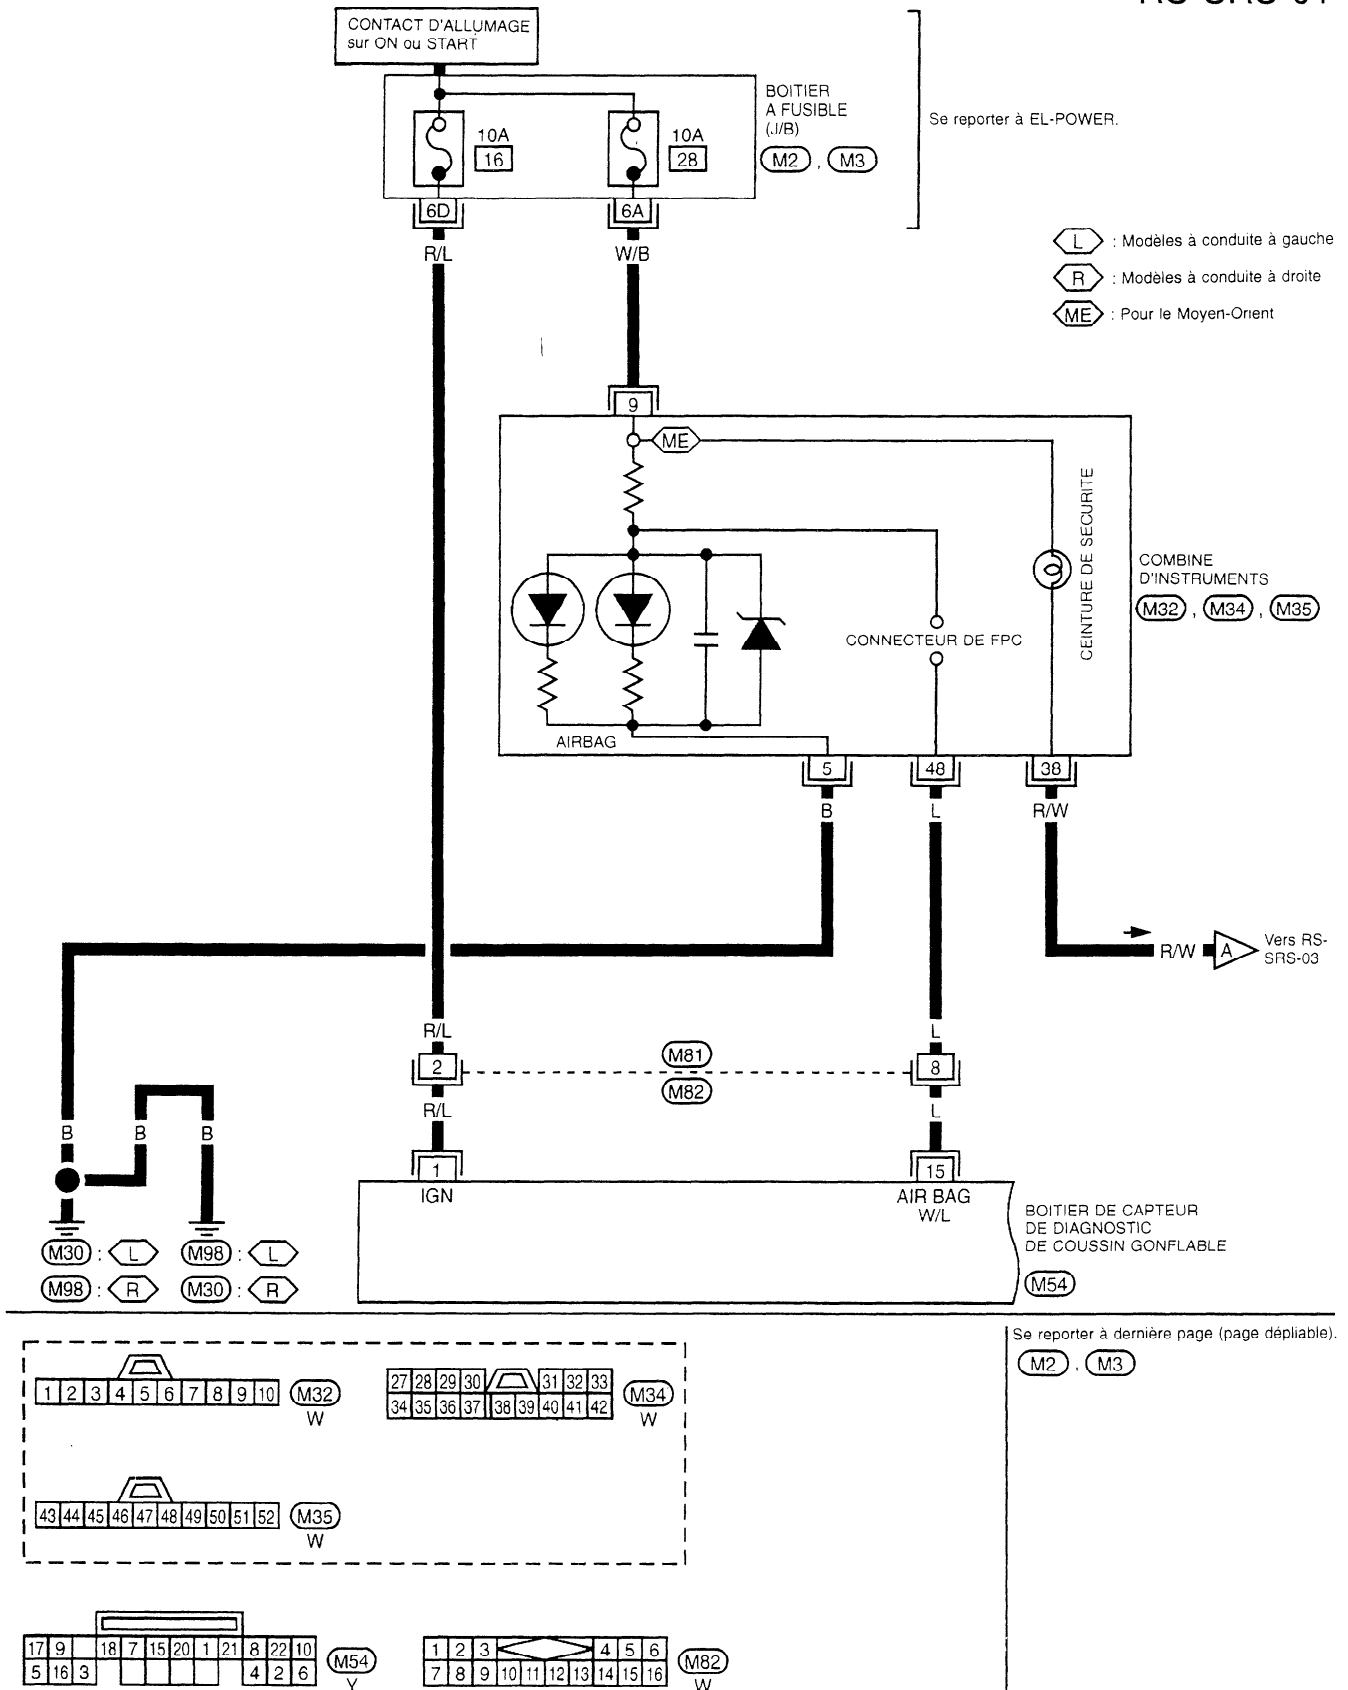 CONTACT D'ALLUMAGE
sur ON ou START
BOITIER
A FUSIBLE
(J/B)
M2 , M3
10A
16
10A
28
Se reporter à EL-POWER.
6D
6A
R/L
W/B
L : Modèles à conduite à gauche
R : Modèles à conduite à droite
ME : Pour le Moyen-Orient
9
ME
CEINTURE DE SECURITE
COMBINE
D'INSTRUMENTS
M32 , M34 , M35
CONNECTEUR DE FPC
AIRBAG
5
48
38
B
L
R/W
R/W
A
Vers RS-
SRS-03
R/L
L
M81
2
8
M82
R/L
L
B
B
B
1
15
IGN
AIR BAG
W/L
BOITIER DE CAPTEUR
DE DIAGNOSTIC
DE COUSSIN GONFLABLE
M54
M30 : L
M98 : L
M98 : R
M30 : R
Se reporter à dernière page (page dépliable).
M2 , M3
1 2 3 4 5 6 7 8 9 10
M32
W
27 28 29 30 31 32 33
34 35 36 37 38 39 40 41 42
M34
W
43 44 45 46 47 48 49 50 51 52
M35
W
17 9 18 7 15 20 1 21 8 22 10
5 16 3 4 2 6
M54
Y
1 2 3 4 5 6
7 8 9 10 11 12 13 14 15 16
M82
W